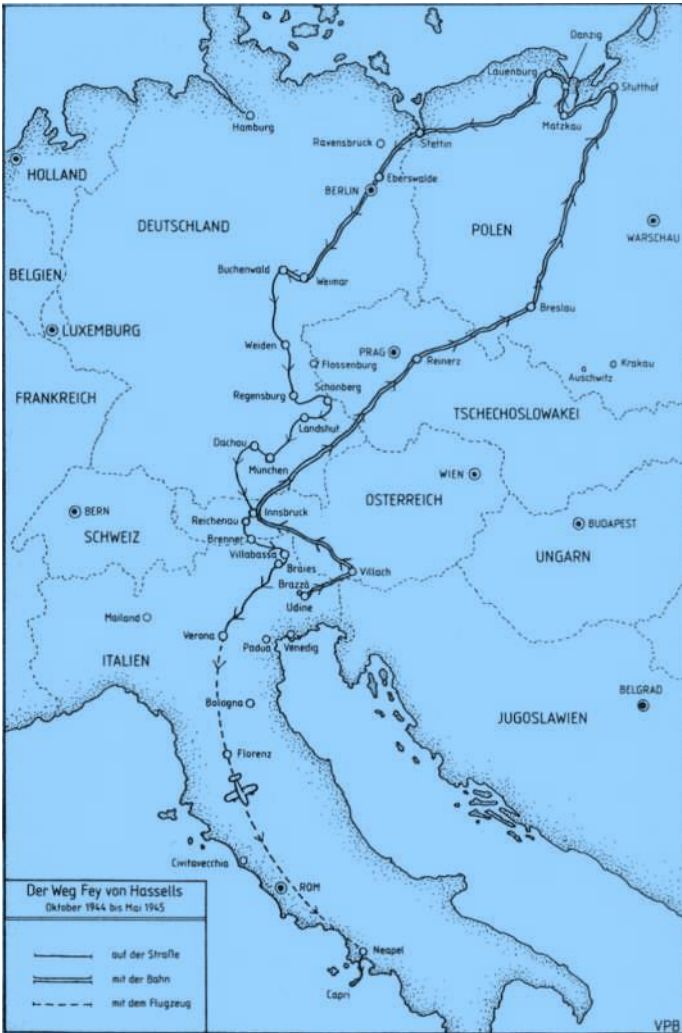 Danzig
Lauenburg
Stutthof
Hamburg
Matzkau
Stettin
Ravensbruck
HOLLAND
Eberswalde
BERLIN
DEUTSCHLAND
POLEN
WARSCHAU
BELGIEN
Buchenwald
Weimar
Breslau
LUXEMBURG
Weiden
PRAG
Reinerz
Flossenburg
Krakau
Auschwitz
FRANKREICH
Regensburg
Schönberg
TSCHECHOSLOWAKEI
Landshut
Dachau
München
WIEN
ÖSTERREICH
BERN
Innsbruck
Reichenau
BUDAPEST
SCHWEIZ
Brenner
UNGARN
Villabassa
Braies
Villach
Brazzà
Udine
Mailand
Verona
Padua
Venedig
ITALIEN
Bologna
BELGRAD
JUGOSLAWIEN
Florenz
Civitavecchia
ROM
Neapel
Capri
Der Weg Fey von Hassells
Oktober 1944 bis Mai 1945
auf der Straße
mit der Bahn
mit dem Flugzeug
VPB